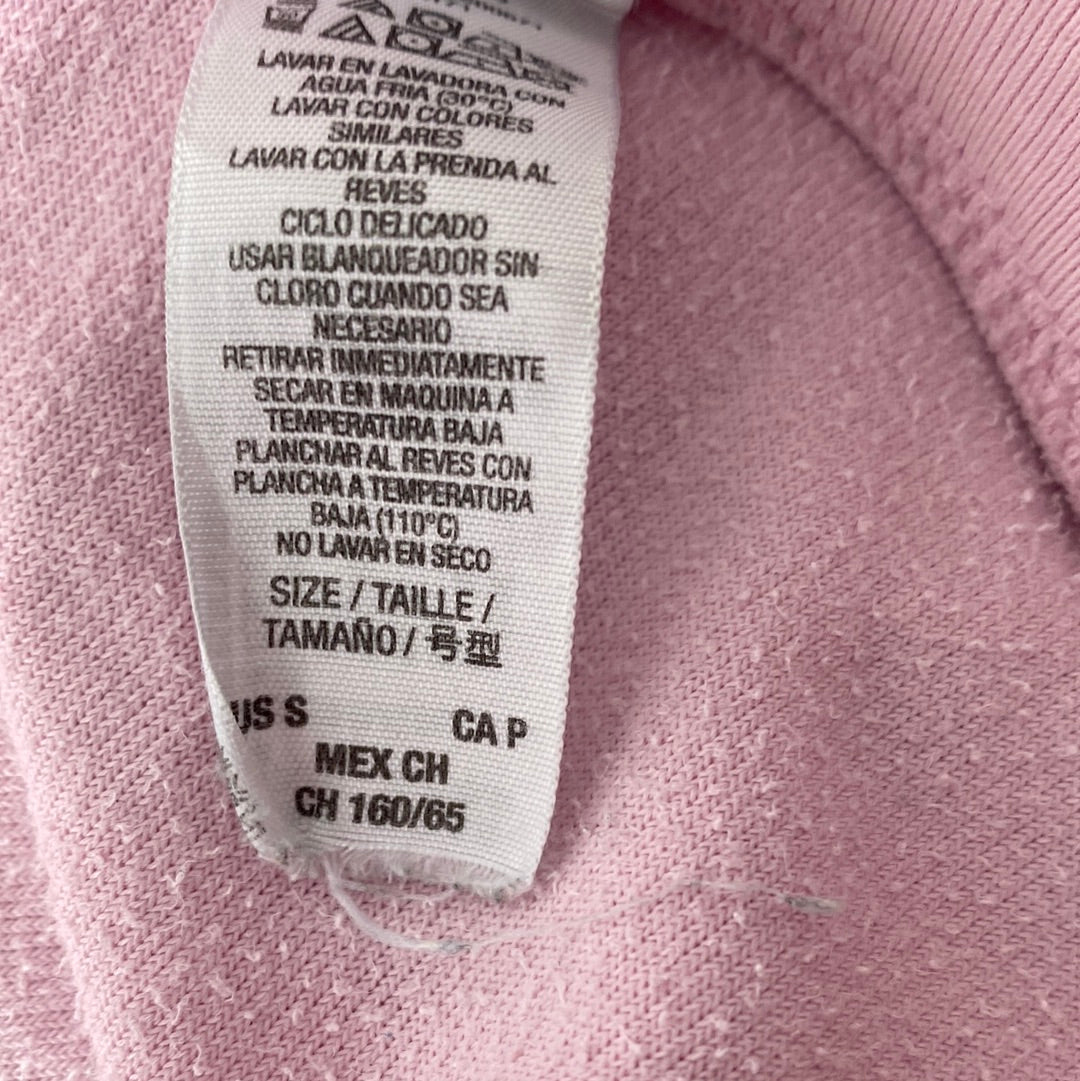 LAVAR EN LAVADORA CON
AGUA FRIA (30°C)
LAVAR CON COLORES
SIMILARES
LAVAR CON LA PRENDA AL
REVES
CICLO DELICADO
USAR BLANQUEADOR SIN
CLORO CUANDO SEA
NECESARIO
RETIRAR INMEDIATAMENTE
SECAR EN MAQUINA A
TEMPERATURA BAJA
PLANCHAR AL REVES CON
PLANCHA A TEMPERATURA
BAJA (110°C)
NO LAVAR EN SECO
SIZE / TAILLE /
TAMAÑO / 号型
US S CA P
MEX CH
CH 160/65